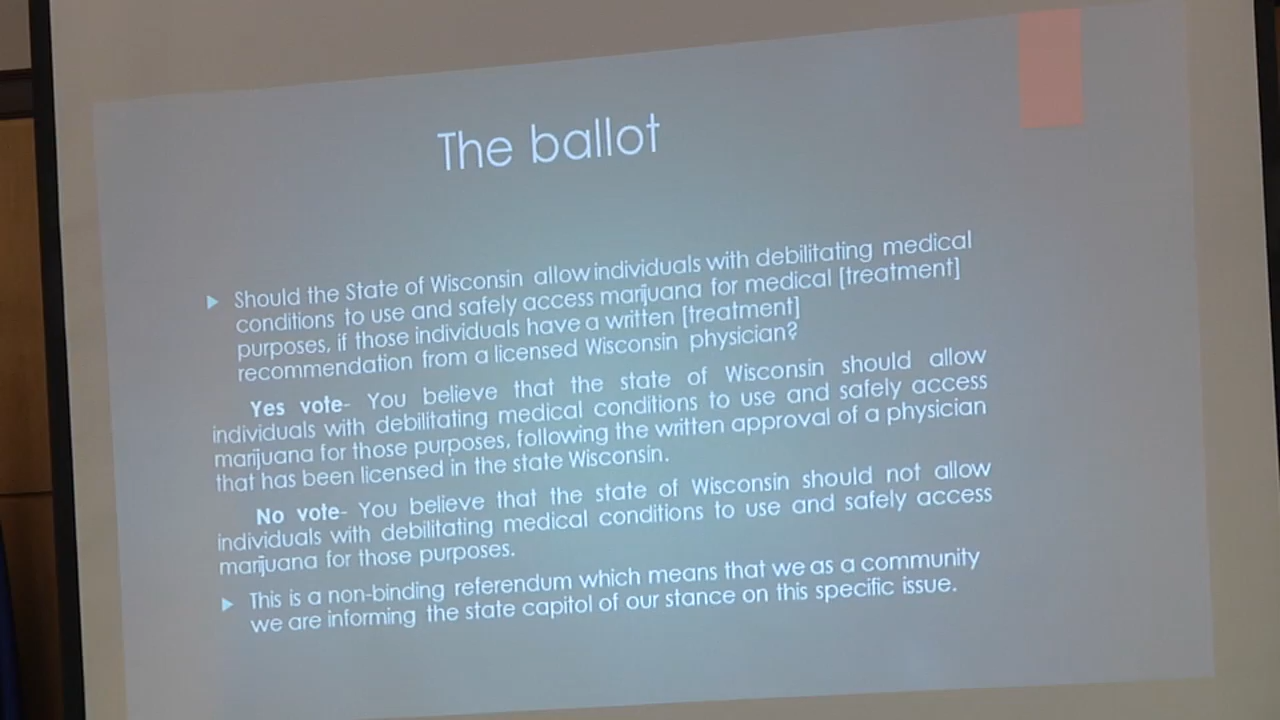 The ballot
Should the State of Wisconsin allow individuals with debilitating medical
conditions to use and safely access marijuana for medical [treatment]
purposes, if those individuals have a written [treatment]
recommendation from a licensed Wisconsin physician?
Yes vote- You believe that the state of Wisconsin should allow
individuals with debilitating medical conditions to use and safely access
marijuana for those purposes, following the written approval of a physician
that has been licensed in the state Wisconsin.
No vote- You believe that the state of Wisconsin should not allow
individuals with debilitating medical conditions to use and safely access
marijuana for those purposes.
This is a non-binding referendum which means that we as a community
we are informing the state capitol of our stance on this specific issue.